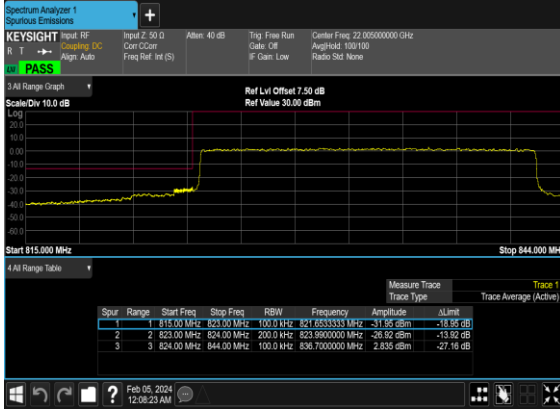 Spectrum Analyzer 1
Spurious Emissions
+
KEYSIGHT Input: RF Input Z: 50 Ω Atten: 40 dB Trig: Free Run Center Freq: 22.005000000 GHz
R T Coupling: DC Corr CCorr Gate: Off Avg|Hold: 100/100
Align: Auto Freq Ref: Int (S) IF Gain: Low Radio Std: None
PASS
3 All Range Graph
Ref Lvl Offset 7.50 dB
Scale/Div 10.0 dB Ref Value 30.00 dBm
Log
20.0
10.0
0.00
-10.0
-20.0
-30.0
-40.0
-50.0
-60.0
Start 815.000 MHz Stop 844.000 MH
4 All Range Table
Measure Trace Trace 1
Trace Type Trace Average (Active)
Spur Range Start Freq Stop Freq RBW Frequency Amplitude ΔLimit
1 1 815.00 MHz 823.00 MHz 100.0 kHz 821.6533333 MHz -31.95 dBm -18.95 dB
2 2 823.00 MHz 824.00 MHz 200.0 kHz 823.9900000 MHz -26.92 dBm -13.92 dB
3 3 824.00 MHz 844.00 MHz 100.0 kHz 836.7000000 MHz 2.835 dBm -27.16 dB
? Feb 05, 2024
12:08:23 AM